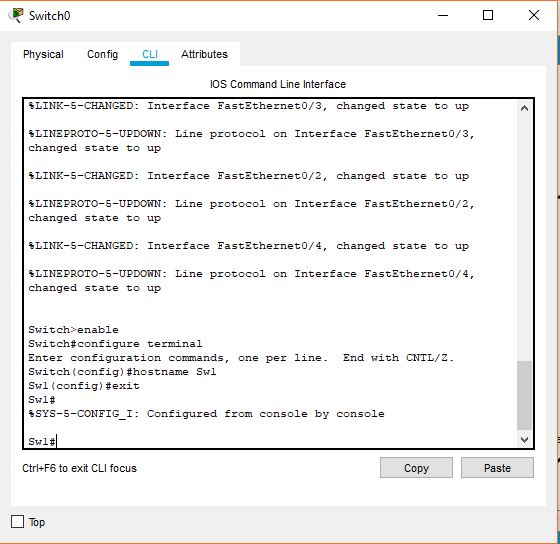 Switch0
Physical Config CLI Attributes
IOS Command Line Interface
%LINK-5-CHANGED: Interface FastEthernet0/3, changed state to up
%LINEPROTO-5-UPDOWN: Line protocol on Interface FastEthernet0/3,
changed state to up
%LINK-5-CHANGED: Interface FastEthernet0/2, changed state to up
%LINEPROTO-5-UPDOWN: Line protocol on Interface FastEthernet0/2,
changed state to up
%LINK-5-CHANGED: Interface FastEthernet0/4, changed state to up
%LINEPROTO-5-UPDOWN: Line protocol on Interface FastEthernet0/4,
changed state to up
Switch>enable
Switch#configure terminal
Enter configuration commands, one per line.  End with CNTL/Z.
Switch(config)#hostname Sw1
Sw1(config)#exit
Sw1#
%SYS-5-CONFIG_I: Configured from console by console
Sw1#
Ctrl+F6 to exit CLI focus
Copy Paste
Top